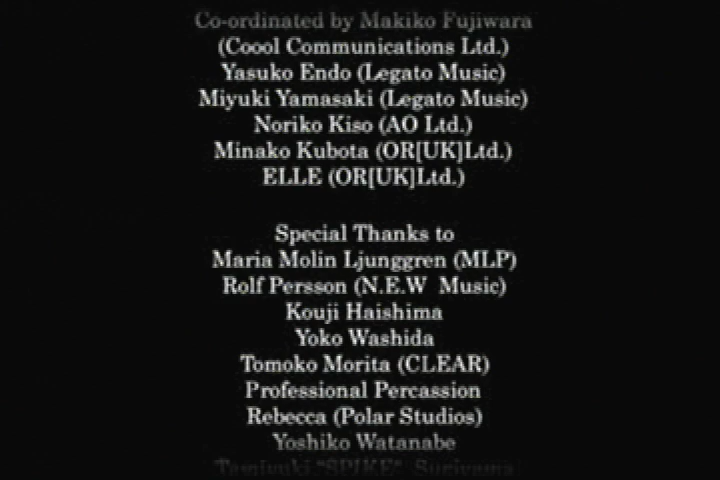 Co-ordinated by Makiko Fujiwara
(Coool Communications Ltd.)
Yasuko Endo (Legato Music)
Miyuki Yamasaki (Legato Music)
Noriko Kiso (AO Ltd.)
Minako Kubota (OR[UK]Ltd.)
ELLE (OR[UK]Ltd.)
Special Thanks to
Maria Molin Ljunggren (MLP)
Rolf Persson (N.E.W Music)
Kouji Haishima
Yoko Washida
Tomoko Morita (CLEAR)
Professional Percassion
Rebecca (Polar Studios)
Yoshiko Watanabe
"SPIKE" Sugiyama